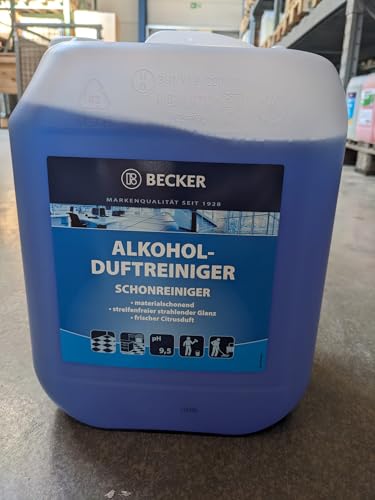 BECKER
MARKENQUALITÄT SEIT 1928
ALKOHOL-
DUFTREINIGER
SCHONREINIGER
• materialschonend
• streifenfreier strahlender Glanz
• frischer Citrusduft
pH
9,5